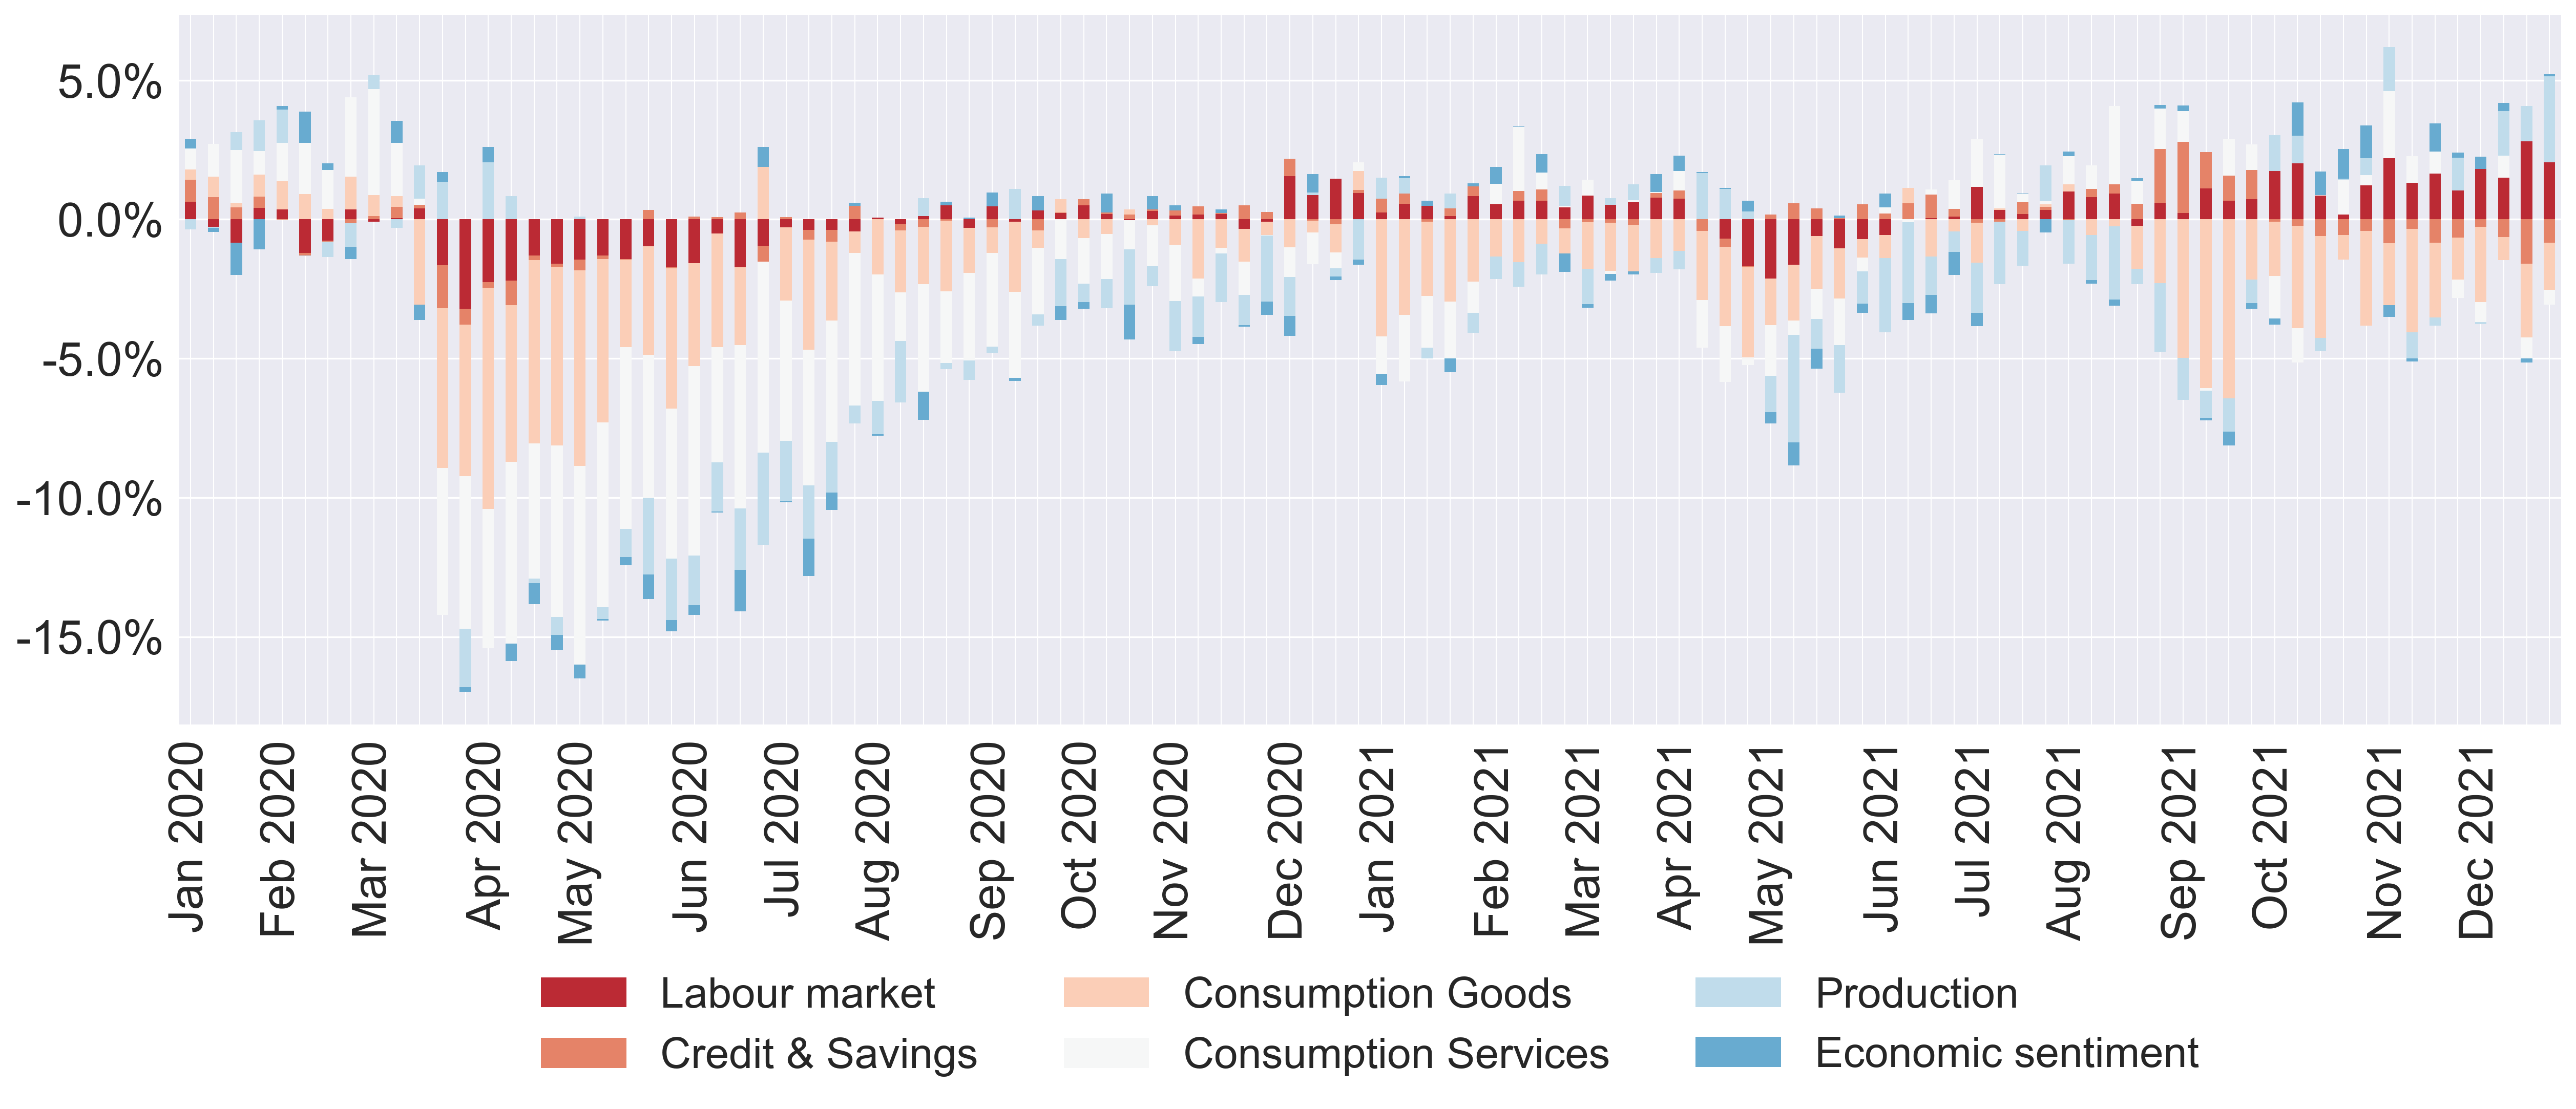 5.0%
0.0%
-5.0%
-10.0%
-15.0%
Jan 2020
Feb 2020
Mar 2020
Apr 2020
May 2020
Jun 2020
Jul 2020
Aug 2020
Sep 2020
Oct 2020
Nov 2020
Dec 2020
Jan 2021
Feb 2021
Mar 2021
Apr 2021
May 2021
Jun 2021
Jul 2021
Aug 2021
Sep 2021
Oct 2021
Nov 2021
Dec 2021
Labour market
Credit & Savings
Consumption Goods
Consumption Services
Production
Economic sentiment